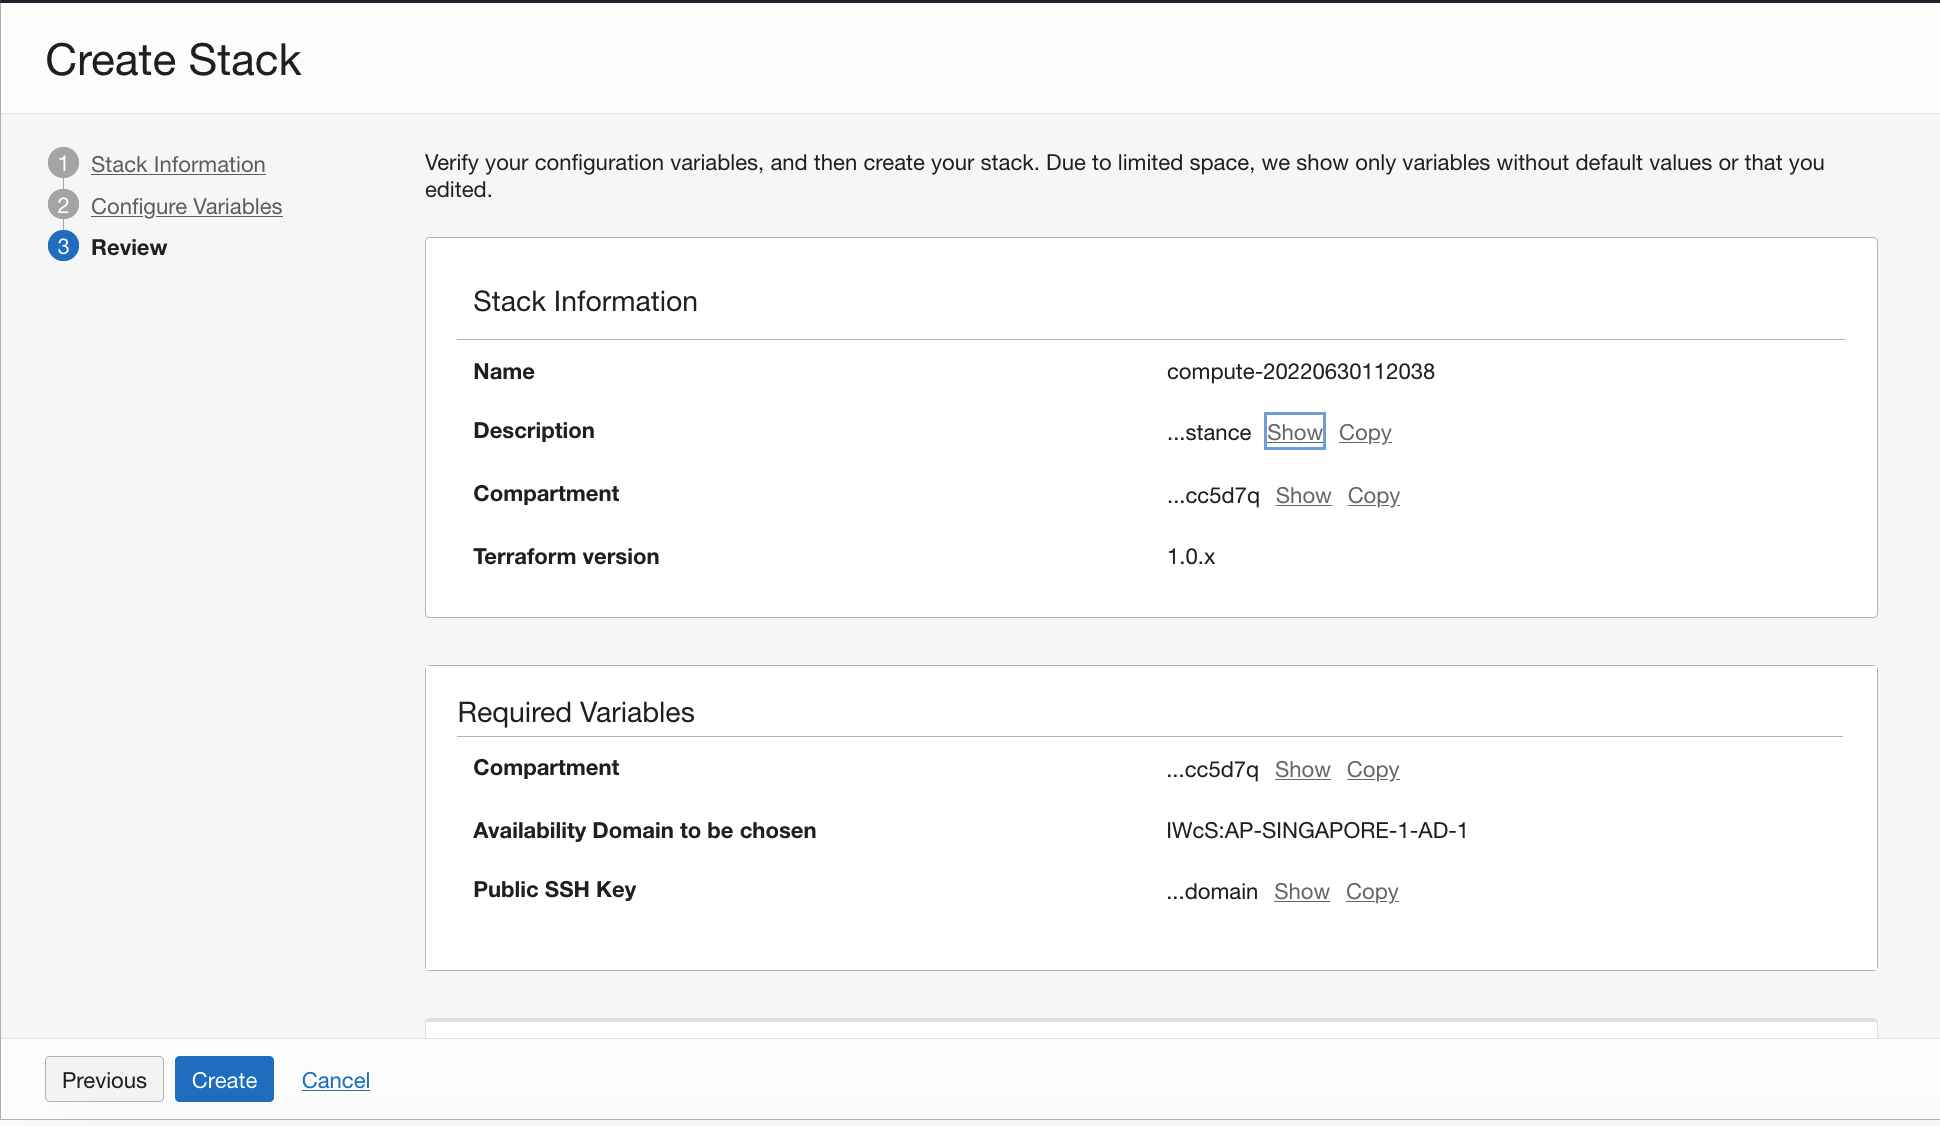 Create Stack
1 Stack Information
2 Configure Variables
3 Review
Verify your configuration variables, and then create your stack. Due to limited space, we show only variables without default values or that you
edited.
Stack Information
Name compute-20220630112038
Description ...stance Show Copy
Compartment ...cc5d7q Show Copy
Terraform version 1.0.x
Required Variables
Compartment ...cc5d7q Show Copy
Availability Domain to be chosen IWcS:AP-SINGAPORE-1-AD-1
Public SSH Key ...domain Show Copy
Previous Create Cancel